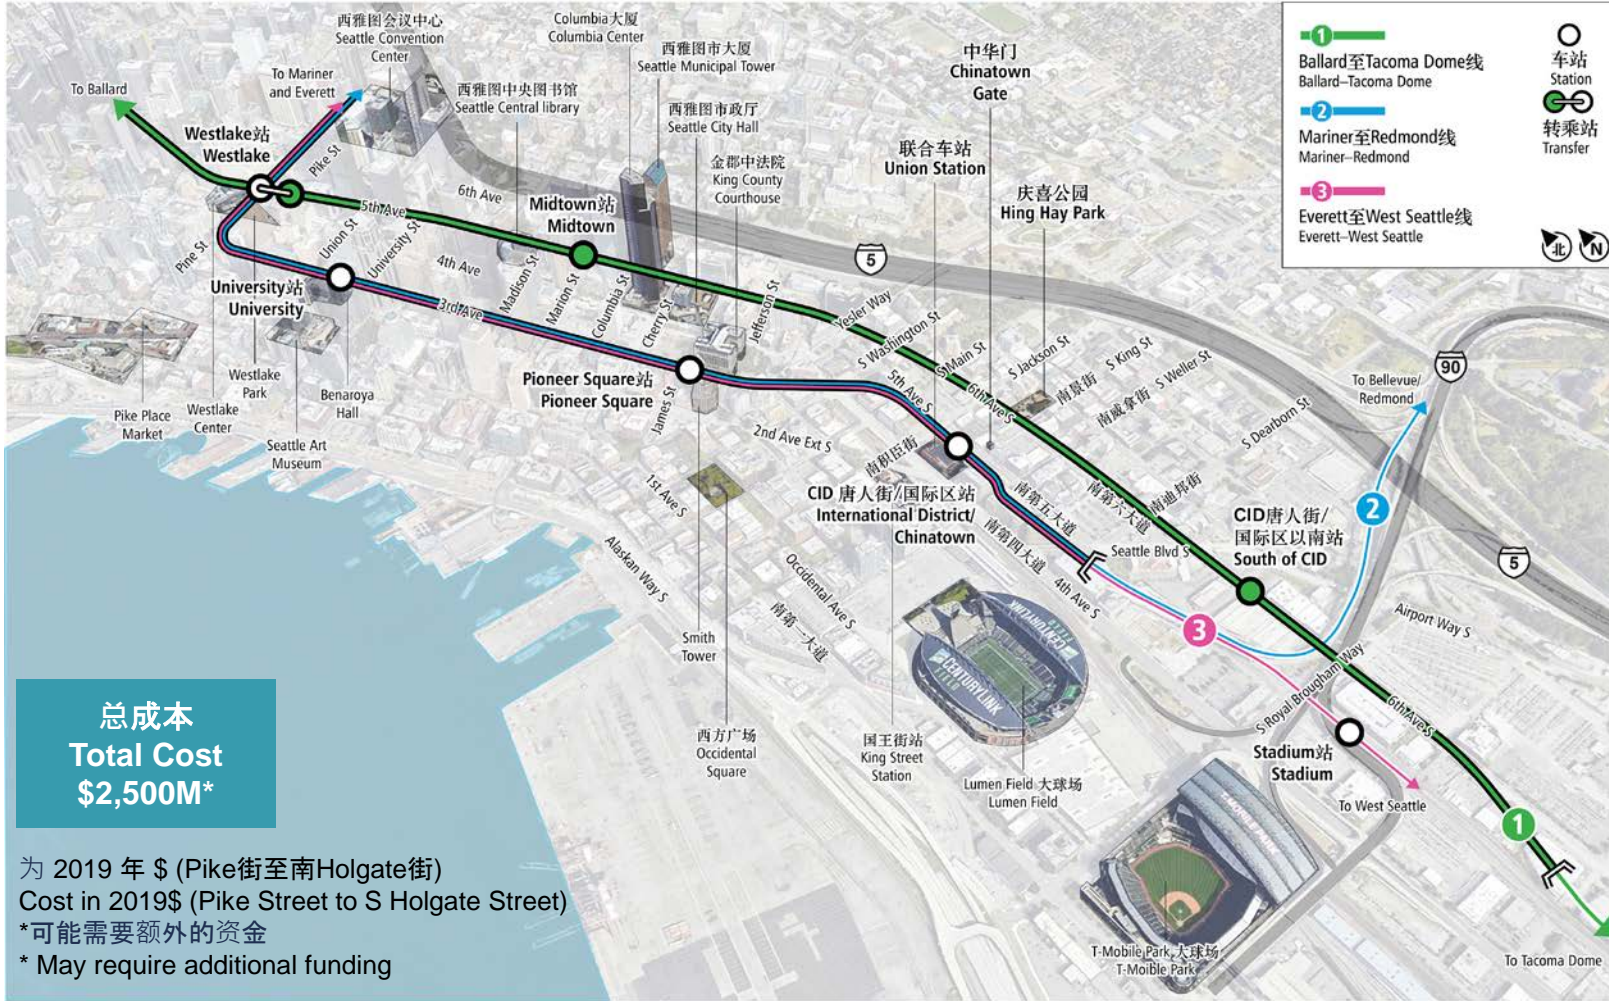 西雅图会议中心
Seattle Convention
Center
Columbia大厦
Columbia Center
西雅图市大厦
Seattle Municipal Tower
中华门
Chinatown
Gate
To Ballard
To Mariner
and Everett
西雅图中央图书馆
Seattle Central library
西雅图市政厅
Seattle City Hall
联合车站
Union Station
Westlake站
Westlake
Pike St
金郡中法院
King County
Courthouse
庆喜公园
Hing Hay Park
6th Ave
5th Ave
Midtown站
Midtown
5
Pine St
Union St
University St
4th Ave
Madison St
Marion St
Columbia St
Cherry St
Jefferson St
Yesler Way
University站
University
3rd Ave
S Washington St
S Main St
S Jackson St
S King St
S Weller St
南景街
南威拿街
S Dearborn St
Pioneer Square站
Pioneer Square
James St
5th Ave S
6th Ave S
90
To Bellevue/
Redmond
Pike Place
Market
Westlake
Center
Westlake
Park
Benaroya
Hall
Seattle Art
Museum
2nd Ave Ext S
南积臣街
1st Ave S
CID 唐人街/国际区站
International District/
Chinatown
南第五大道
南第四大道
南第六大道
南迪邦街
Seattle Blvd S
4th Ave S
CID唐人街/
国际区以南站
South of CID
2
5
Alaskan Way S
Occidental Ave S
南第一大道
Smith
Tower
CENTURYLINK
FIELD
CENTURYLINK
FIELD
3
Airport Way S
S Royal Brougham Way
6th Ave S
西方广场
Occidental
Square
国王街站
King Street
Station
Lumen Field 大球场
Lumen Field
Stadium站
Stadium
To West Seattle
1
T-Mobile Park 大球场
T-Moible Park
To Tacoma Dome
1
Ballard至Tacoma Dome线
Ballard–Tacoma Dome
2
Mariner至Redmond线
Mariner–Redmond
3
Everett至West Seattle线
Everett–West Seattle
车站
Station
转乘站
Transfer
北
N
总成本
Total Cost
$2,500M*
为 2019 年 $ (Pike街至南Holgate街)
Cost in 2019$ (Pike Street to S Holgate Street)
*可能需要额外的资金
* May require additional funding